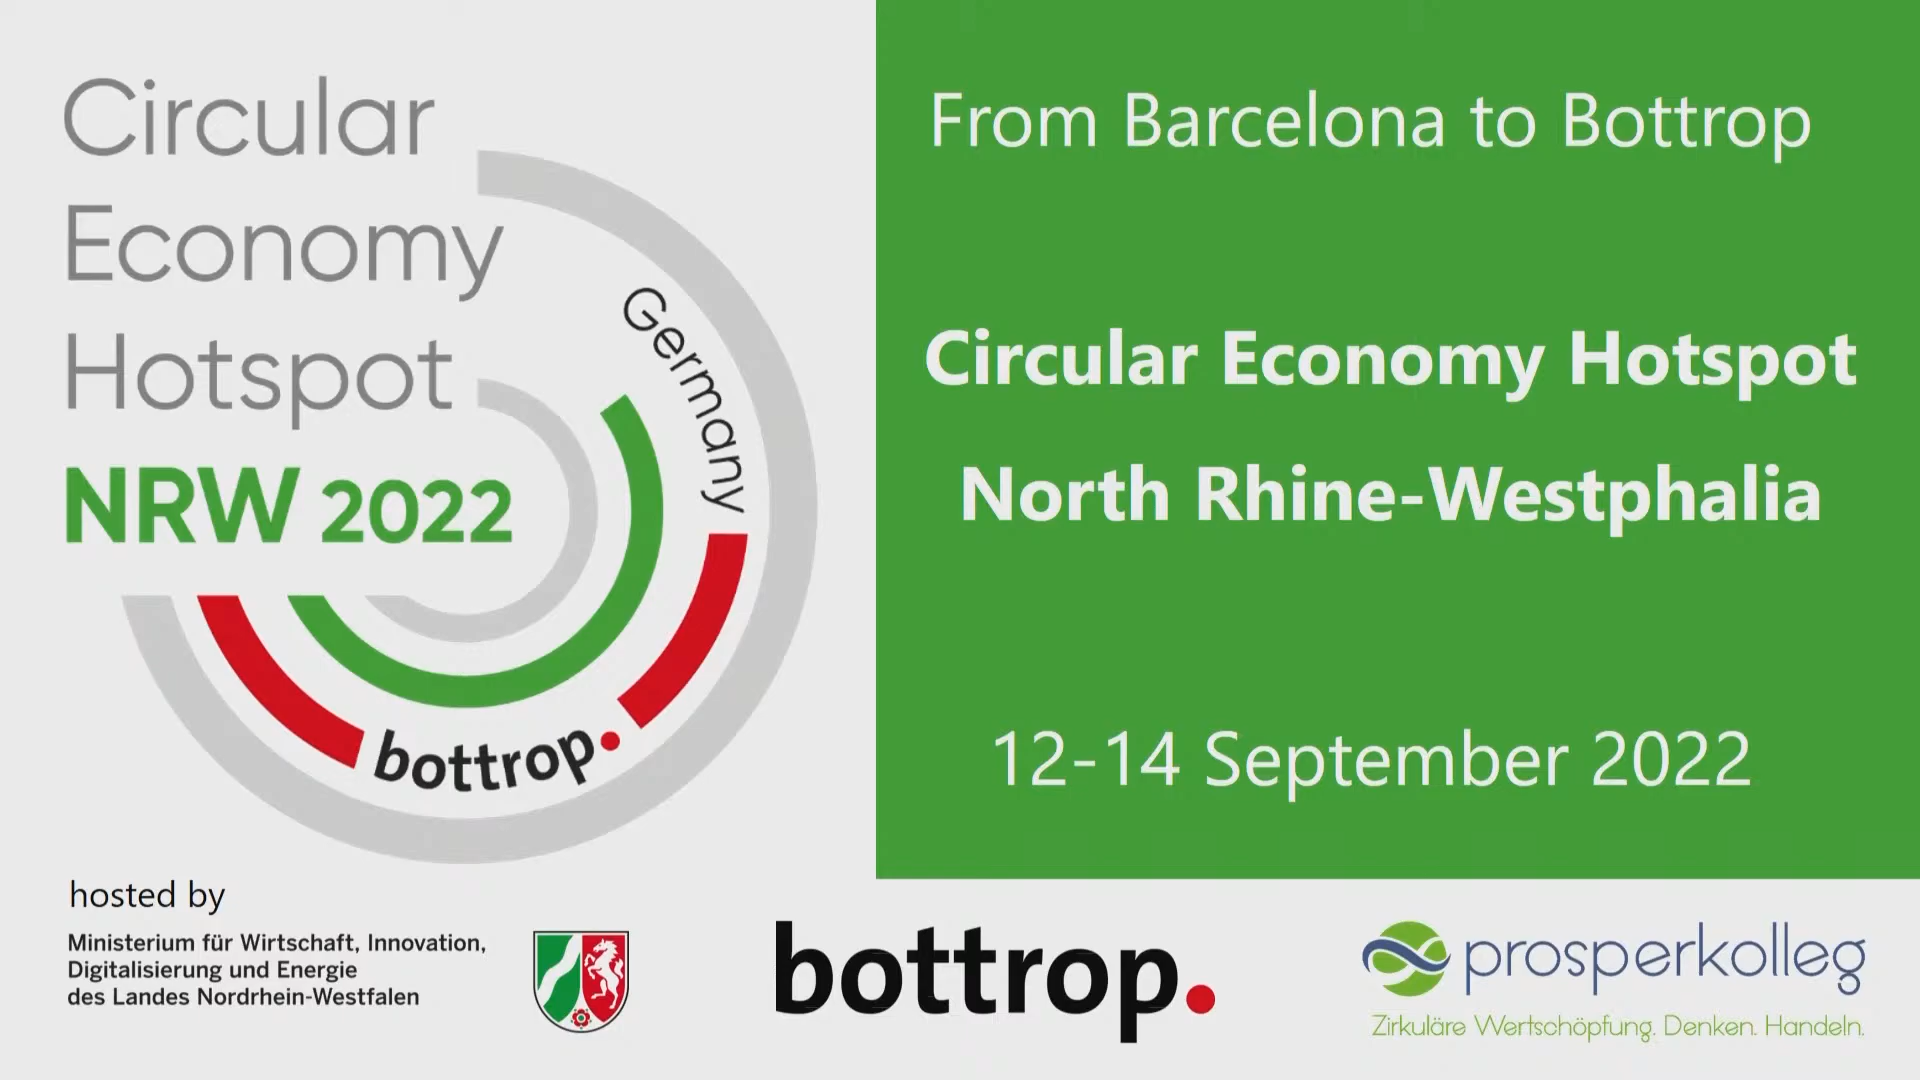 Circular
Economy
Hotspot
NRW 2022
Germany
bottrop.
From Barcelona to Bottrop
Circular Economy Hotspot
North Rhine-Westphalia
12-14 September 2022
hosted by
Ministerium für Wirtschaft, Innovation,
Digitalisierung und Energie
des Landes Nordrhein-Westfalen
bottrop.
prosperkolleg
Zirkuläre Wertschöpfung. Denken. Handeln.